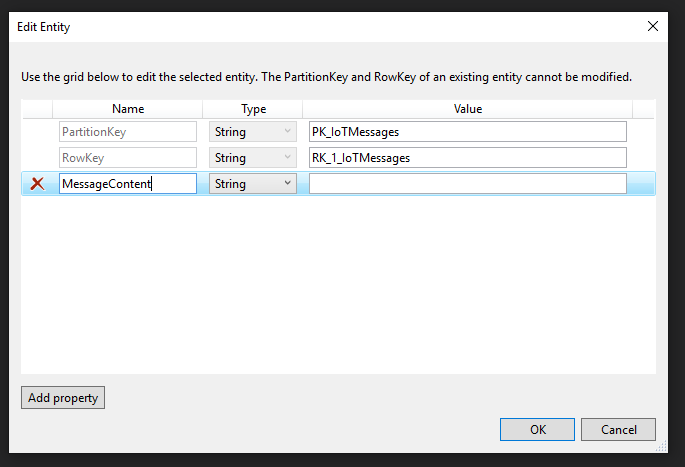 Edit Entity
Use the grid below to edit the selected entity. The PartitionKey and RowKey of an existing entity cannot be modified.
Name Type Value
PartitionKey String PK_IoTMessages
RowKey String RK_1_IoTMessages
MessageContent String
Add property
OK Cancel